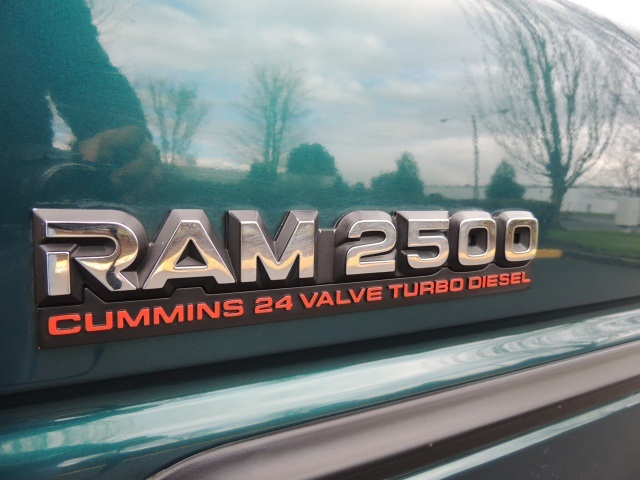 RAM 2500
CUMMINS 24 VALVE TURBO DIESEL